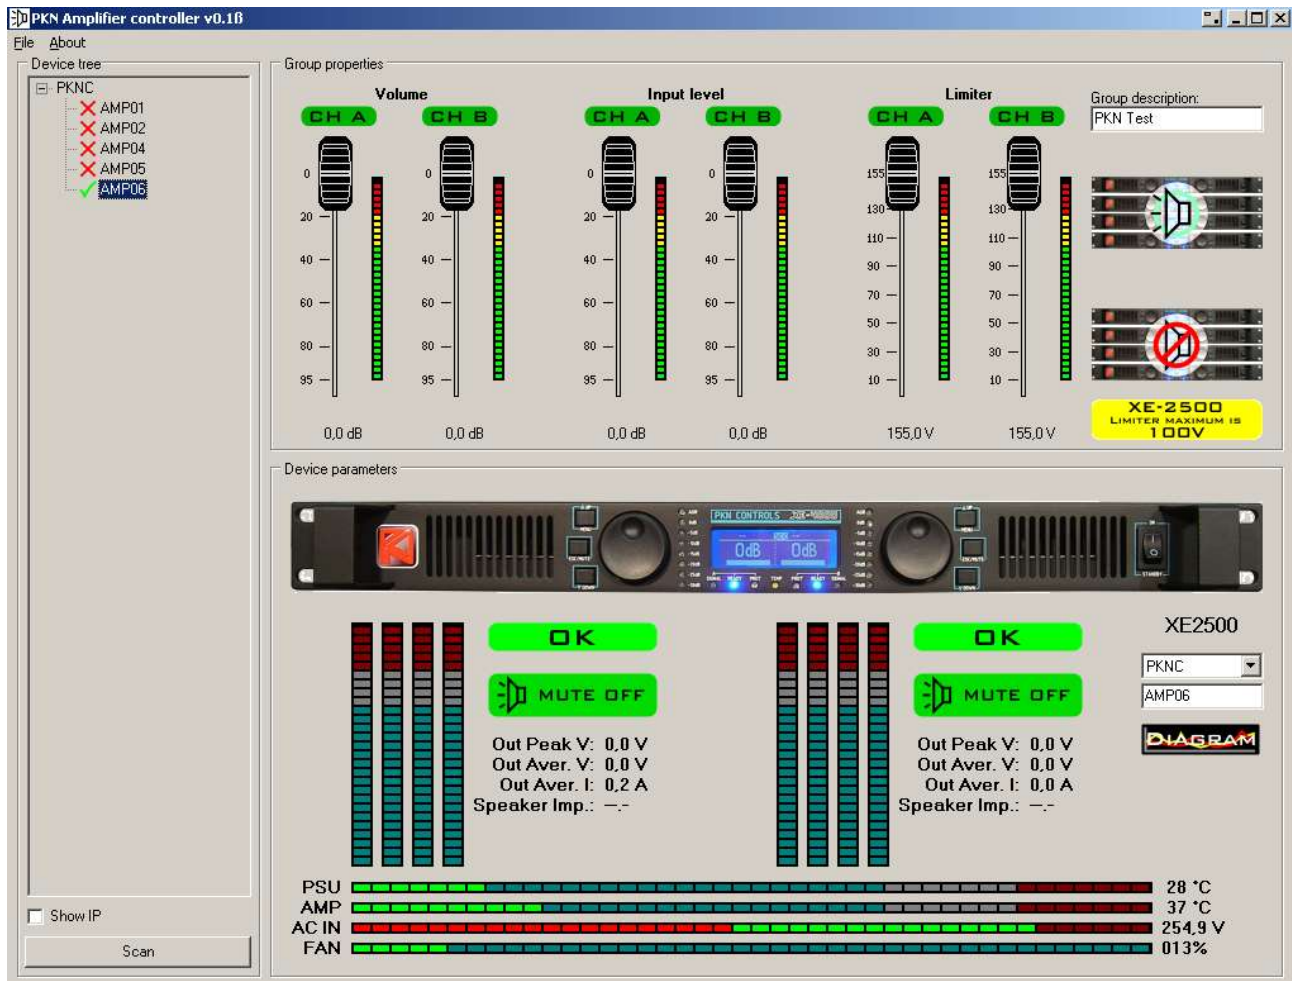 PKN Amplifier controller v0.1ß
File About
Device tree
PKNC
AMP01
AMP02
AMP04
AMP05
AMP06
Show IP
Scan
Group properties
Volume Input level Limiter
CH A CH B CH A CH B CH A CH B
0 0 0 0 155 155
20 20 20 20 130 130
110 110
40 40 40 40 90 90
60 60 60 60 70 70
50 50
80 80 80 80 30 30
95 95 95 95 10 10
0,0 dB 0,0 dB 0,0 dB 0,0 dB 155,0 V 155,0 V
Group description:
PKN Test
XE-2500
LIMITER MAXIMUM IS
100V
Device parameters
PKN CONTROLS
0dB 0dB
STANDBY
OK OK
MUTE OFF MUTE OFF
Out Peak V: 0,0 V Out Peak V: 0,0 V
Out Aver. V: 0,0 V Out Aver. V: 0,0 V
Out Aver. I: 0,2 A Out Aver. I: 0,0 A
Speaker Imp.: –.- Speaker Imp.: –.-
XE2500
PKNC
AMP06
DIAGRAM
PSU 28 °C
AMP 37 °C
AC IN 254,9 V
FAN 013%